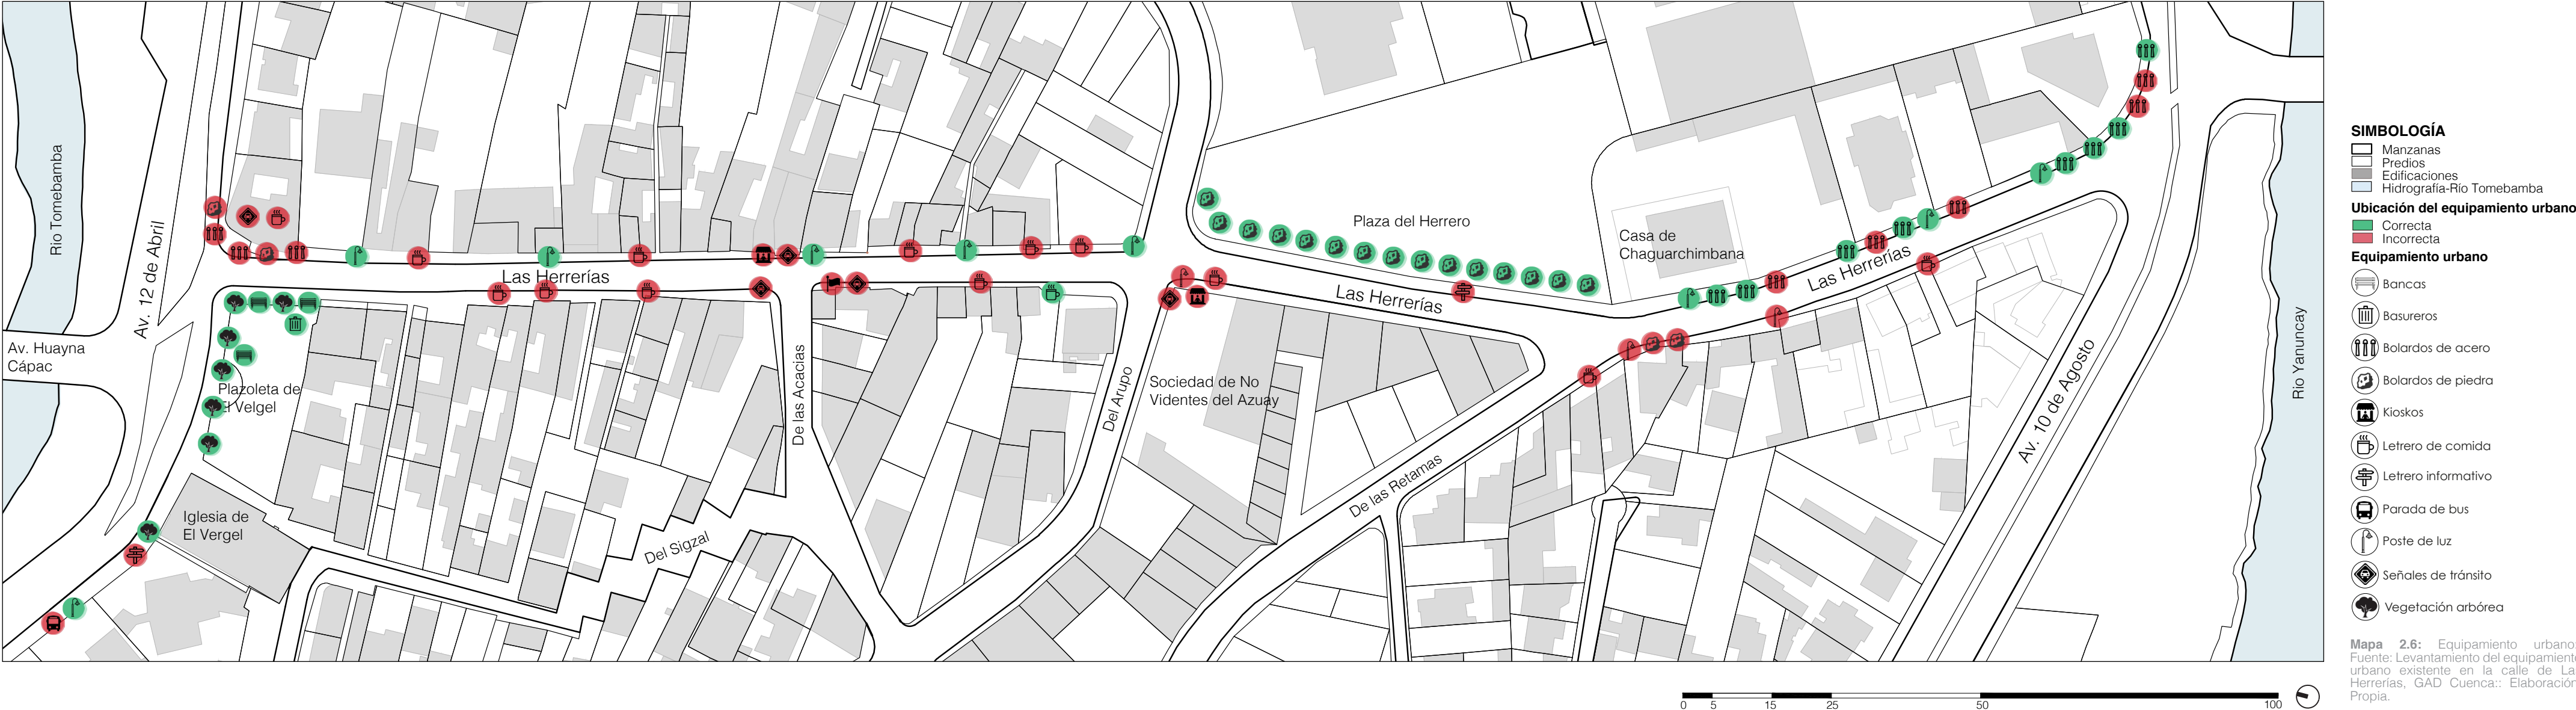 Río Tomebamba
Av. 12 de Abril
Av. Huayna
Cápac
Plazoleta de
El Velgel
Iglesia de
El Vergel
Las Herrerías
De las Acacias
Del Sigzal
Del Arupo
Sociedad de No
Videntes del Azuay
Las Herrerías
Plaza del Herrero
Casa de
Chaguarchimbana
Las Herrerías
De las Retamas
Av. 10 de Agosto
Río Yanuncay
0 5 15 25 50 100
SIMBOLOGÍA
Manzanas
Predios
Edificaciones
Hidrografía-Río Tomebamba
Ubicación del equipamiento urbano
Correcta
Incorrecta
Equipamiento urbano
Bancas
Basureros
Bolardos de acero
Bolardos de piedra
Kioskos
Letrero de comida
Letrero informativo
Parada de bus
Poste de luz
Señales de tránsito
Vegetación arbórea
Mapa 2.6: Equipamiento urbano.
Fuente: Levantamiento del equipamiento
urbano existente en la calle de Las
Herrerías, GAD Cuenca:: Elaboración
Propia.